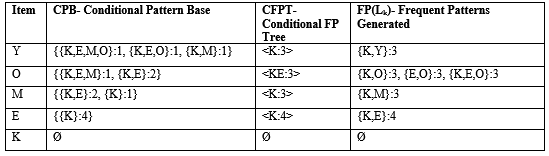 Item CPB- Conditional Pattern Base CFPT- FP(Lk)- Frequent Patterns
Conditional FP Generated
Tree
Y {{K,E,M,O}:1, {K,E,O}:1, {K,M}:1} <K:3> {K,Y}:3
O {{K,E,M}:1, {K,E}:2} <KE:3> {K,O}:3, {E,O}:3, {K,E,O}:3
M {{K,E}:2, {K}:1} <K:3> {K,M}:3
E {{K}:4} <K:4> {K,E}:4
K Ø Ø Ø